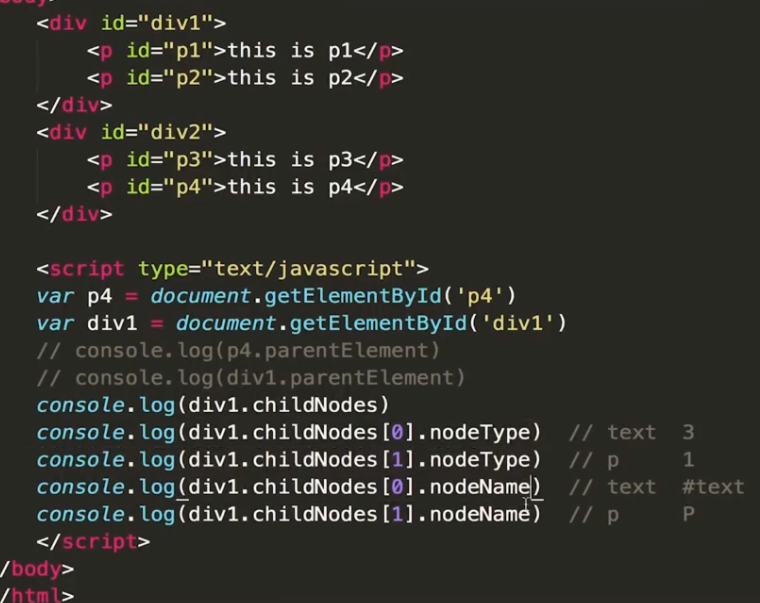 body>
<div id="div1">
<p id="p1">this is p1</p>
<p id="p2">this is p2</p>
</div>
<div id="div2">
<p id="p3">this is p3</p>
<p id="p4">this is p4</p>
</div>
<script type="text/javascript">
var p4 = document.getElementById('p4')
var div1 = document.getElementById('div1')
// console.log(p4.parentElement)
// console.log(div1.parentElement)
console.log(div1.childNodes)
console.log(div1.childNodes[0].nodeType) // text 3
console.log(div1.childNodes[1].nodeType) // p 1
console.log(div1.childNodes[0].nodeName) // text #text
console.log(div1.childNodes[1].nodeName) // p P
</script>
/body>
/html>